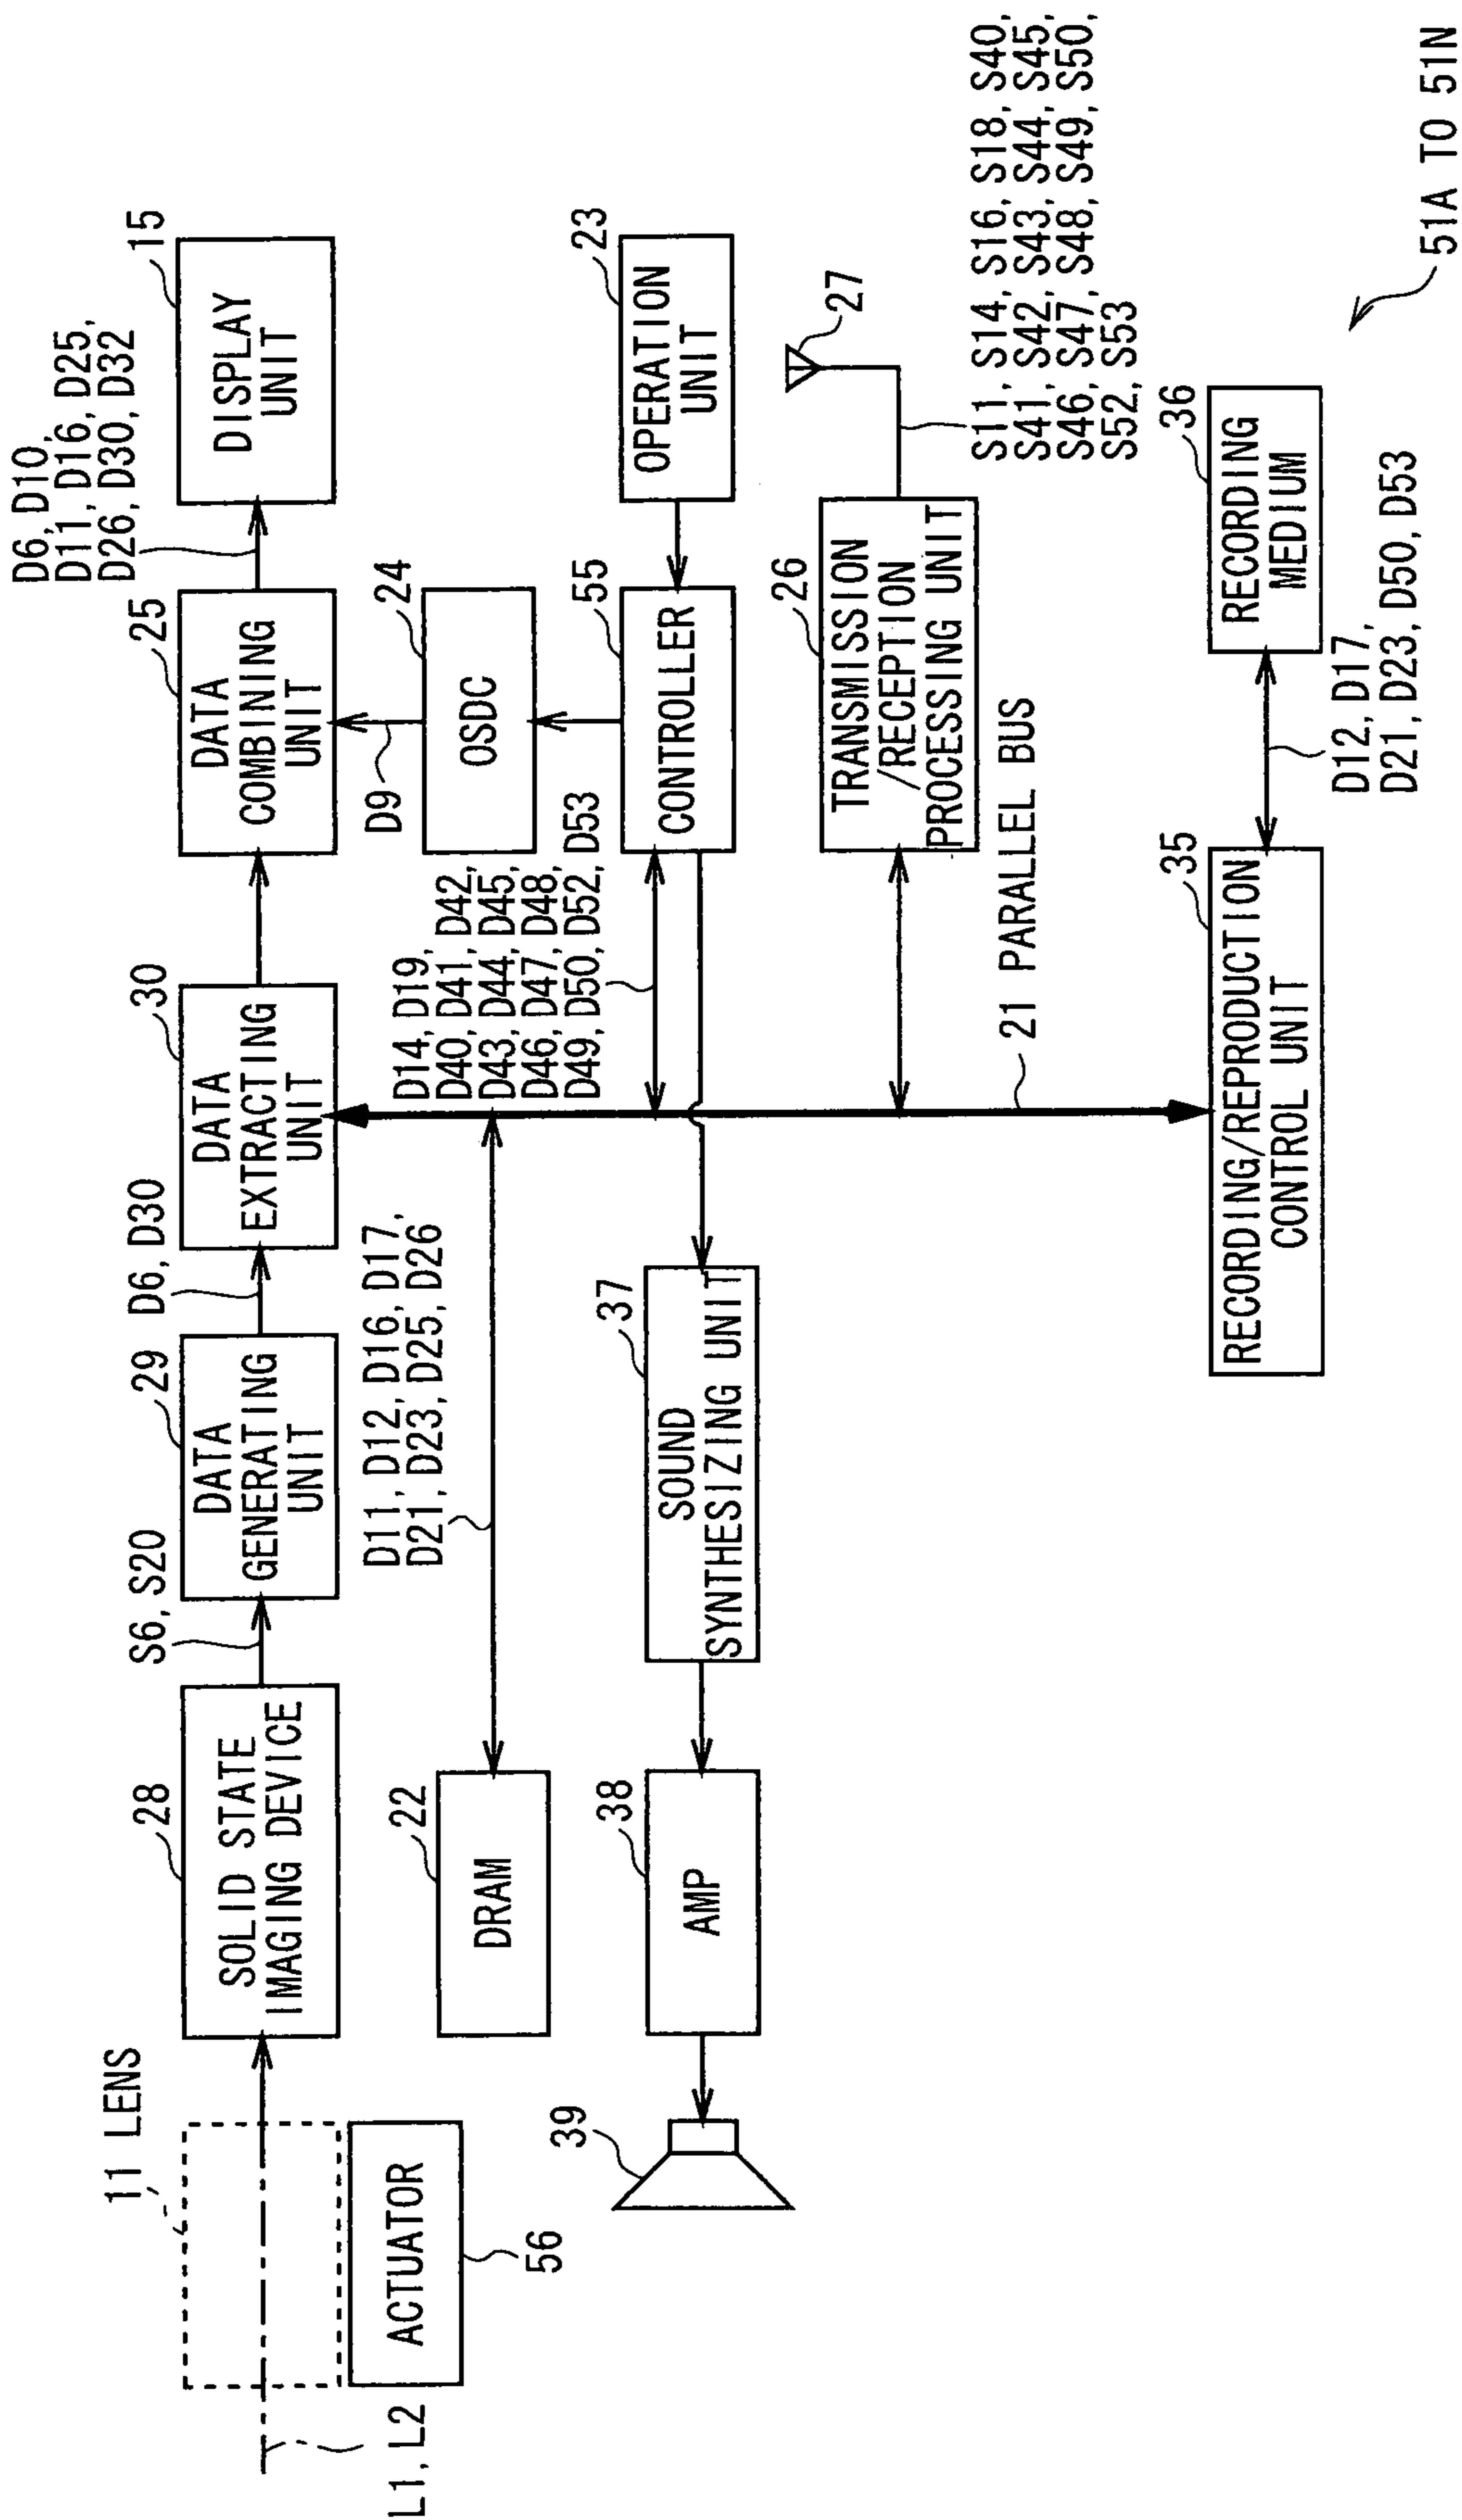 11 LENS
L1, L2
ACTUATOR
56
28
SOLID STATE
IMAGING DEVICE
S6, S20
29
DATA
GENERATING
UNIT
D6, D30
30
DATA
EXTRACTING
UNIT
25
DATA
COMBINING
UNIT
D6, D10,
D11, D16, D25,
D26, D30, D32
15
DISPLAY
UNIT
22
DRAM
D11, D12, D16, D17,
D21, D23, D25, D26
D9
24
OSDC
D14, D19,
D40, D41, D42,
D43, D44, D45,
D46, D47, D48,
D49, D50, D52, D53
55
CONTROLLER
23
OPERATION
UNIT
39
38
AMP
37
SOUND
SYNTHESIZING UNIT
26
TRANSMISSION
/RECEPTION
PROCESSING UNIT
27
S11, S14, S16, S18, S40,
S41, S42, S43, S44, S45,
S46, S47, S48, S49, S50,
S52, S53
21 PARALLEL BUS
35
RECORDING/REPRODUCTION
CONTROL UNIT
36
RECORDING
MEDIUM
D12, D17,
D21, D23, D50, D53
51A TO 51N